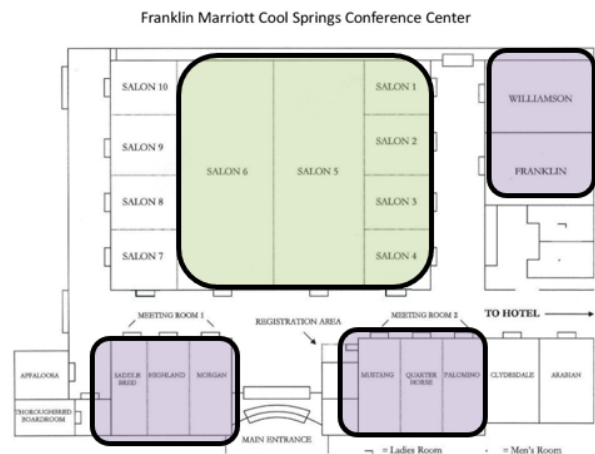 Franklin Marriott Cool Springs Conference Center
SALON 10
SALON 9
SALON 8
SALON 7
SALON 6
SALON 5
SALON 1
SALON 2
SALON 3
SALON 4
WILLIAMSON
FRANKLIN
MEETING ROOM 1
REGISTRATION AREA
MEETING ROOM 2
TO HOTEL
APPALOOSA
THOROUGHBRED
BOARDROOM
SADDLE
BRED
HIGHLAND
MORGAN
MAIN ENTRANCE
MUSTANG
QUARTER
HORSE
PALOMINO
CLYDESDALE
ARABIAN
= Ladies Room
= Men's Room